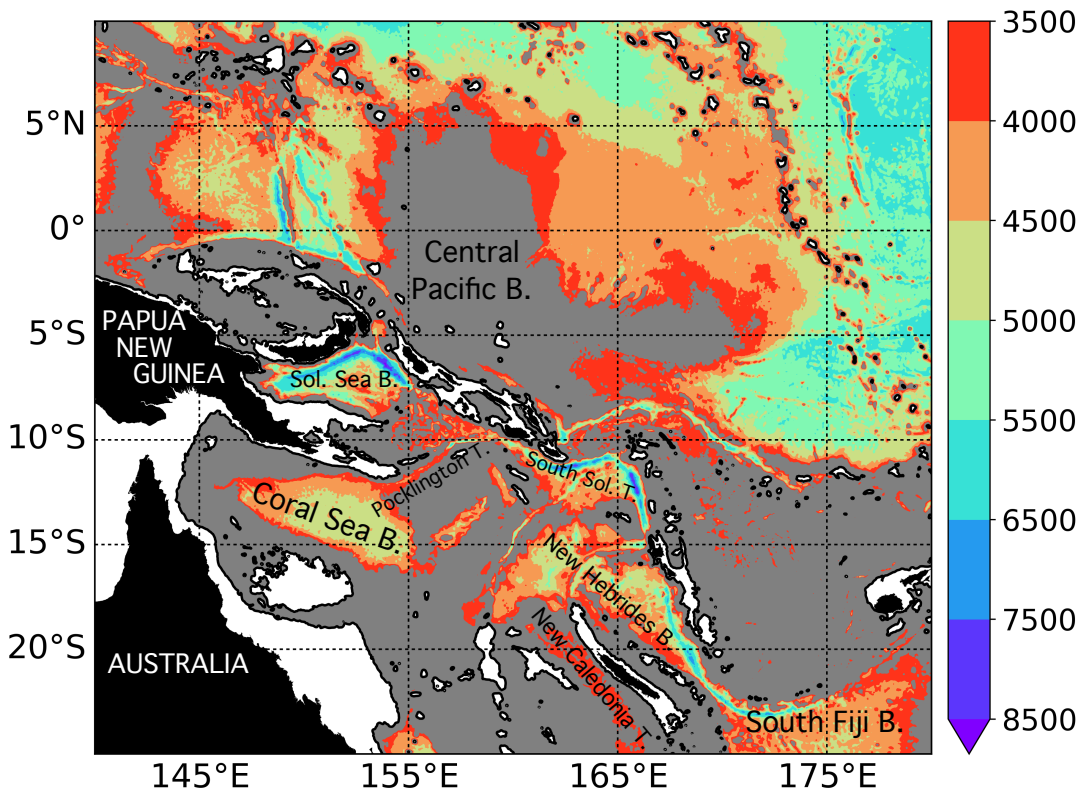 5°N
0°
5°S
10°S
15°S
20°S
145°E
155°E
165°E
175°E
Central
Pacific B.
PAPUA
NEW
GUINEA
Sol. Sea B.
Pocklington T.
South Sol. T.
Coral Sea B.
New Hebrides B.
New Caledonia T.
AUSTRALIA
South Fiji B.
3500
4000
4500
5000
5500
6500
7500
8500